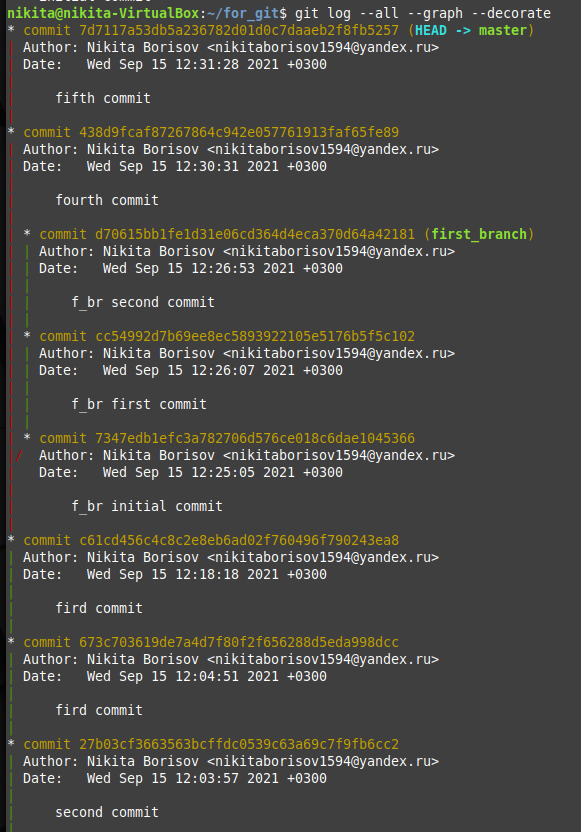 nikita@nikita-VirtualBox:~/for_git$ git log --all --graph --decorate
* commit 7d7117a53db5a236782d01d0c7daaeb2f8fb5257 (HEAD -> master)
| Author: Nikita Borisov <nikitaborisov1594@yandex.ru>
| Date:   Wed Sep 15 12:31:28 2021 +0300
|
|     fifth commit
|
* commit 438d9fcaf87267864c942e057761913faf65fe89
| Author: Nikita Borisov <nikitaborisov1594@yandex.ru>
| Date:   Wed Sep 15 12:30:31 2021 +0300
|
|     fourth commit
|
| * commit d70615bb1fe1d31e06cd364d4eca370d64a42181 (first_branch)
| | Author: Nikita Borisov <nikitaborisov1594@yandex.ru>
| | Date:   Wed Sep 15 12:26:53 2021 +0300
| |
| |     f_br second commit
| |
| * commit cc54992d7b69ee8ec5893922105e5176b5f5c102
| | Author: Nikita Borisov <nikitaborisov1594@yandex.ru>
| | Date:   Wed Sep 15 12:26:07 2021 +0300
| |
| |     f_br first commit
| |
| * commit 7347edb1efc3a782706d576ce018c6dae1045366
|/  Author: Nikita Borisov <nikitaborisov1594@yandex.ru>
|   Date:   Wed Sep 15 12:25:05 2021 +0300
|
|       f_br initial commit
|
* commit c61cd456c4c8c2e8eb6ad02f760496f790243ea8
| Author: Nikita Borisov <nikitaborisov1594@yandex.ru>
| Date:   Wed Sep 15 12:18:18 2021 +0300
|
|     fird commit
|
* commit 673c703619de7a4d7f80f2f656288d5eda998dcc
| Author: Nikita Borisov <nikitaborisov1594@yandex.ru>
| Date:   Wed Sep 15 12:04:51 2021 +0300
|
|     fird commit
|
* commit 27b03cf3663563bcffdc0539c63a69c7f9fb6cc2
| Author: Nikita Borisov <nikitaborisov1594@yandex.ru>
| Date:   Wed Sep 15 12:03:57 2021 +0300
|
|     second commit
|